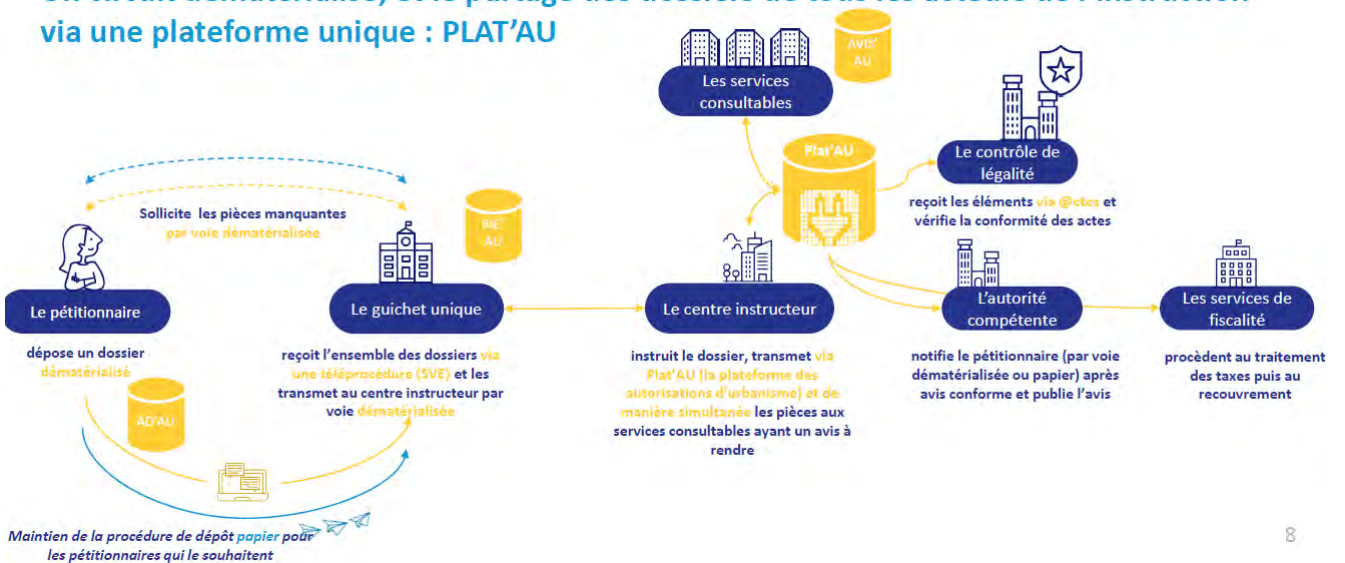 via une plateforme unique : PLAT'AU
AVIS'
AU
Les services
consultables
Plat'AU
Le contrôle de
légalité
reçoit les éléments via @ctes et
vérifie la conformité des actes
Sollicite les pièces manquantes
par voie dématérialisée
AU
Le pétitionnaire
dépose un dossier
dématérialisé
AD'AU
Le guichet unique
reçoit l'ensemble des dossiers via
une téléprocédure (SVE) et les
transmet au centre instructeur par
voie dématérialisée
Le centre instructeur
instruit le dossier, transmet via
Plat'AU (la plateforme des
autorisations d'urbanisme) et de
manière simultanée les pièces aux
services consultables ayant un avis à
rendre
L'autorité
compétente
notifie le pétitionnaire (par voie
dématérialisée ou papier) après
avis conforme et publie l'avis
Les services de
fiscalité
procèdent au traitement
des taxes puis au
recouvrement
Maintien de la procédure de dépôt papier pour
les pétitionnaires qui le souhaitent
8